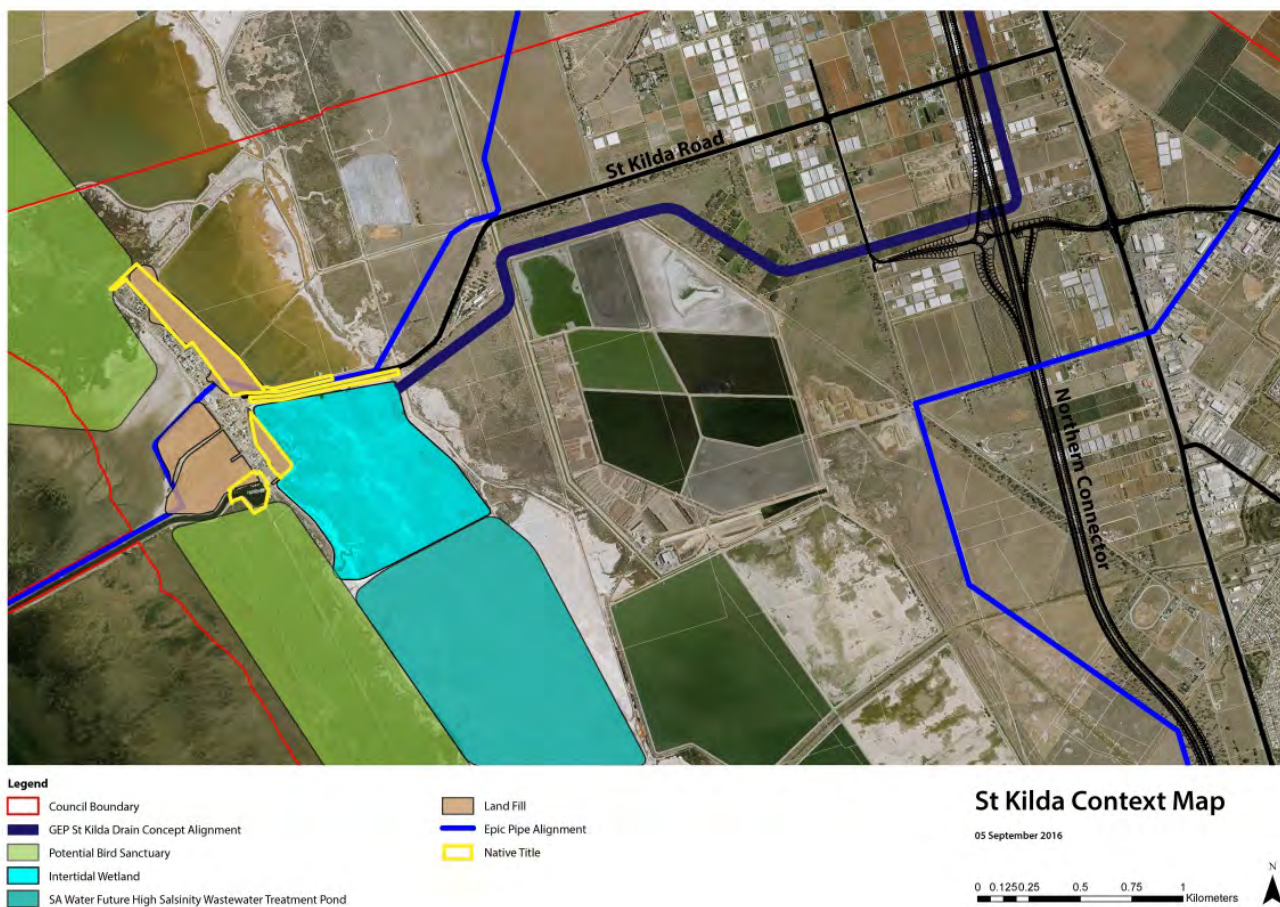 St Kilda Road
Northern Connector
Legend
Council Boundary
GEP St Kilda Drain Concept Alignment
Potential Bird Sanctuary
Intertidal Wetland
SA Water Future High Salsinity Wastewater Treatment Pond
Land Fill
Epic Pipe Alignment
Native Title
St Kilda Context Map
05 September 2016
N
0 0.1250.25 0.5 0.75 1
Kilometers